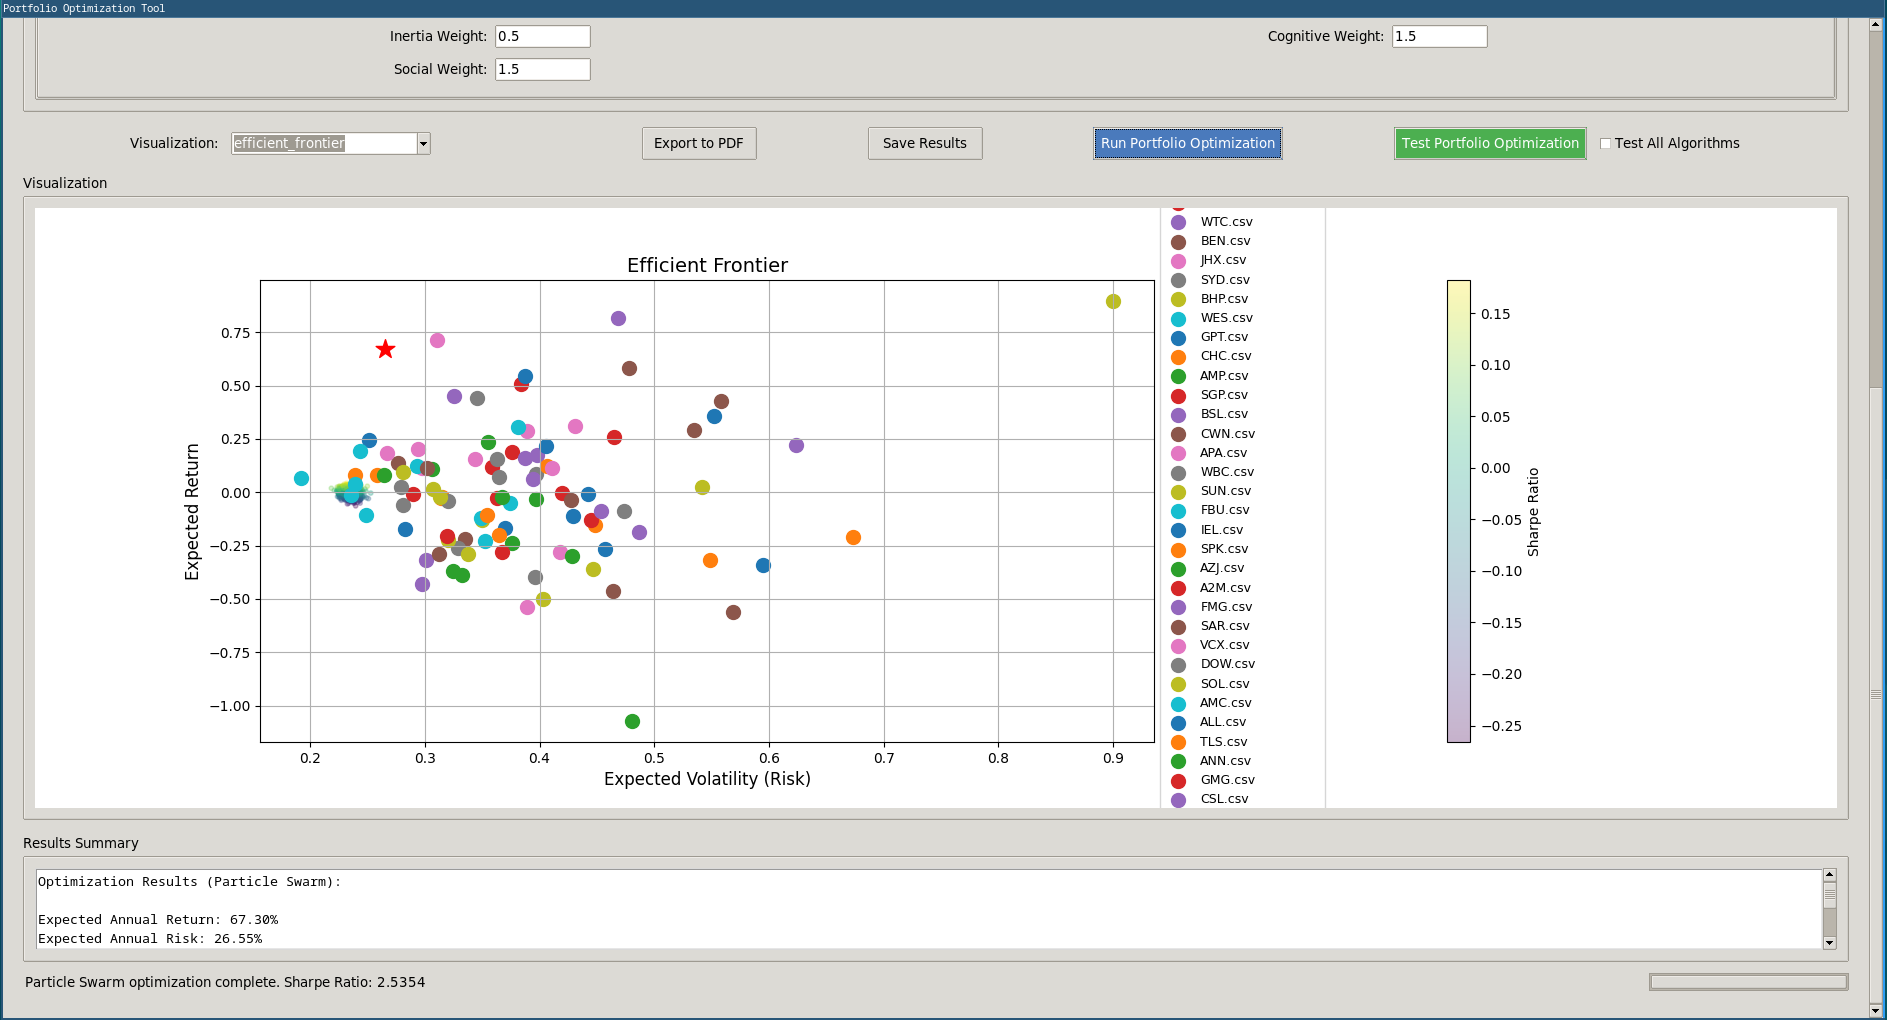 Portfolio Optimization Tool
Inertia Weight: 0.5
Cognitive Weight: 1.5
Social Weight: 1.5
Visualization: efficient_frontier
Export to PDF
Save Results
Run Portfolio Optimization
Test Portfolio Optimization
Test All Algorithms
Visualization
Efficient Frontier
Expected Return
0.75
0.50
0.25
0.00
−0.25
−0.50
−0.75
−1.00
0.2 0.3 0.4 0.5 0.6 0.7 0.8 0.9
Expected Volatility (Risk)
WTC.csv
BEN.csv
JHX.csv
SYD.csv
BHP.csv
WES.csv
GPT.csv
CHC.csv
AMP.csv
SGP.csv
BSL.csv
CWN.csv
APA.csv
WBC.csv
SUN.csv
FBU.csv
IEL.csv
SPK.csv
AZJ.csv
A2M.csv
FMG.csv
SAR.csv
VCX.csv
DOW.csv
SOL.csv
AMC.csv
ALL.csv
TLS.csv
ANN.csv
GMG.csv
CSL.csv
0.15
0.10
0.05
0.00
−0.05
−0.10
−0.15
−0.20
−0.25
Sharpe Ratio
Results Summary
Optimization Results (Particle Swarm):
Expected Annual Return: 67.30%
Expected Annual Risk: 26.55%
Particle Swarm optimization complete. Sharpe Ratio: 2.5354